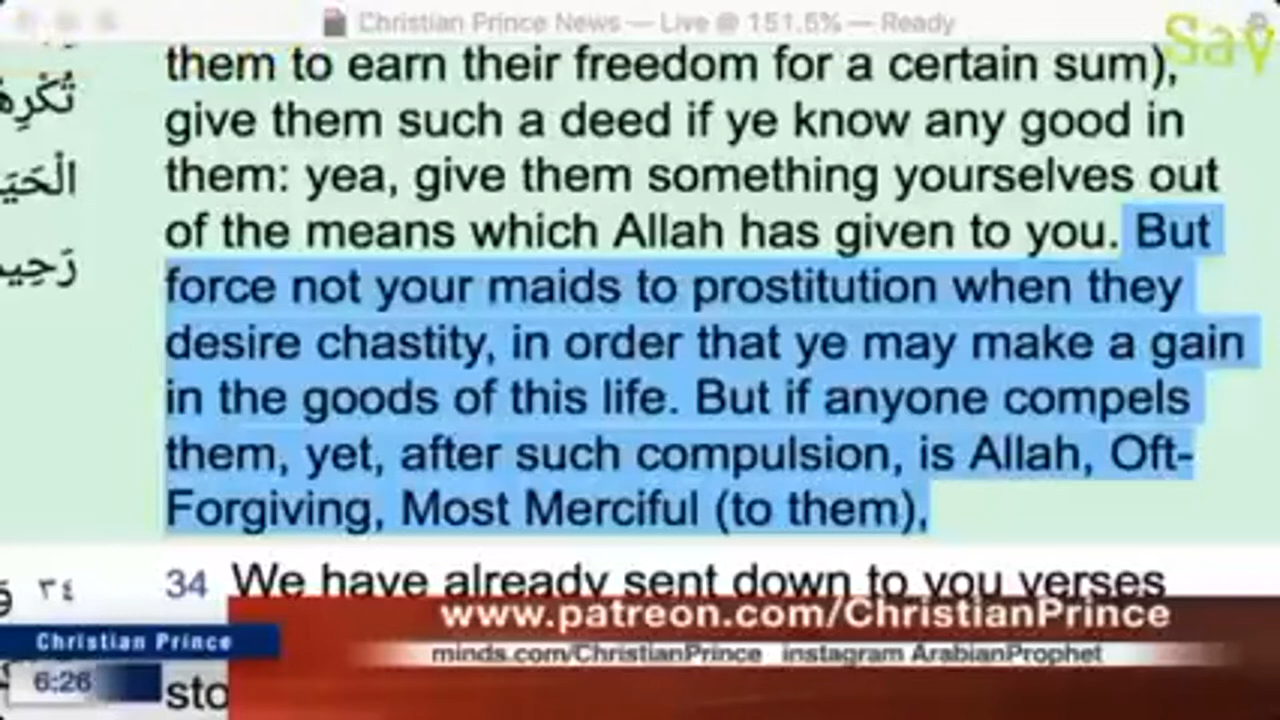 Christian Prince News — Live @ 151.5% — Ready
Say
them to earn their freedom for a certain sum),
give them such a deed if ye know any good in
them: yea, give them something yourselves out
of the means which Allah has given to you. But
force not your maids to prostitution when they
desire chastity, in order that ye may make a gain
in the goods of this life. But if anyone compels
them, yet, after such compulsion, is Allah, Oft-
Forgiving, Most Merciful (to them),
٣٤
34 We have already sent down to you verses
www.patreon.com/ChristianPrince
Christian Prince
minds.com/ChristianPrince instagram ArabianProphet
6:26
sto